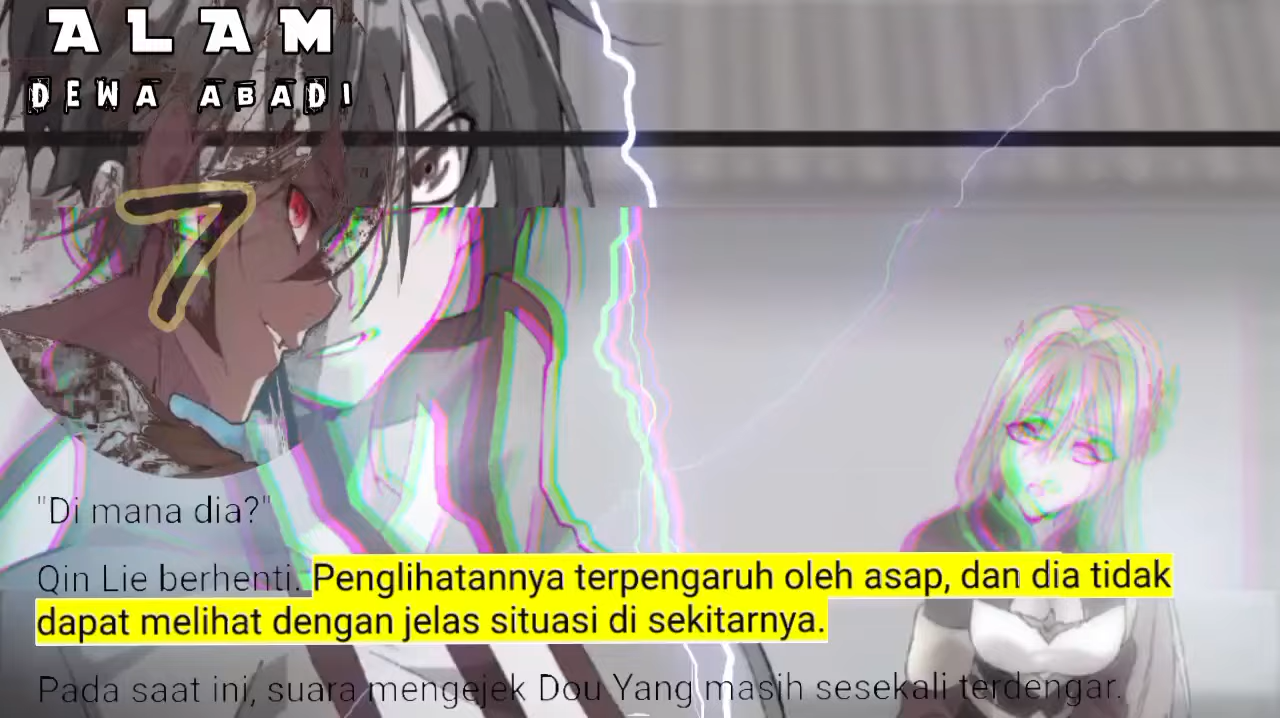 ALAM
DEWA ABADI
7
"Di mana dia?"
Qin Lie berhenti. Penglihatannya terpengaruh oleh asap, dan dia tidak
dapat melihat dengan jelas situasi di sekitarnya.
Pada saat ini, suara mengejek Dou Yang masih sesekali terdengar.